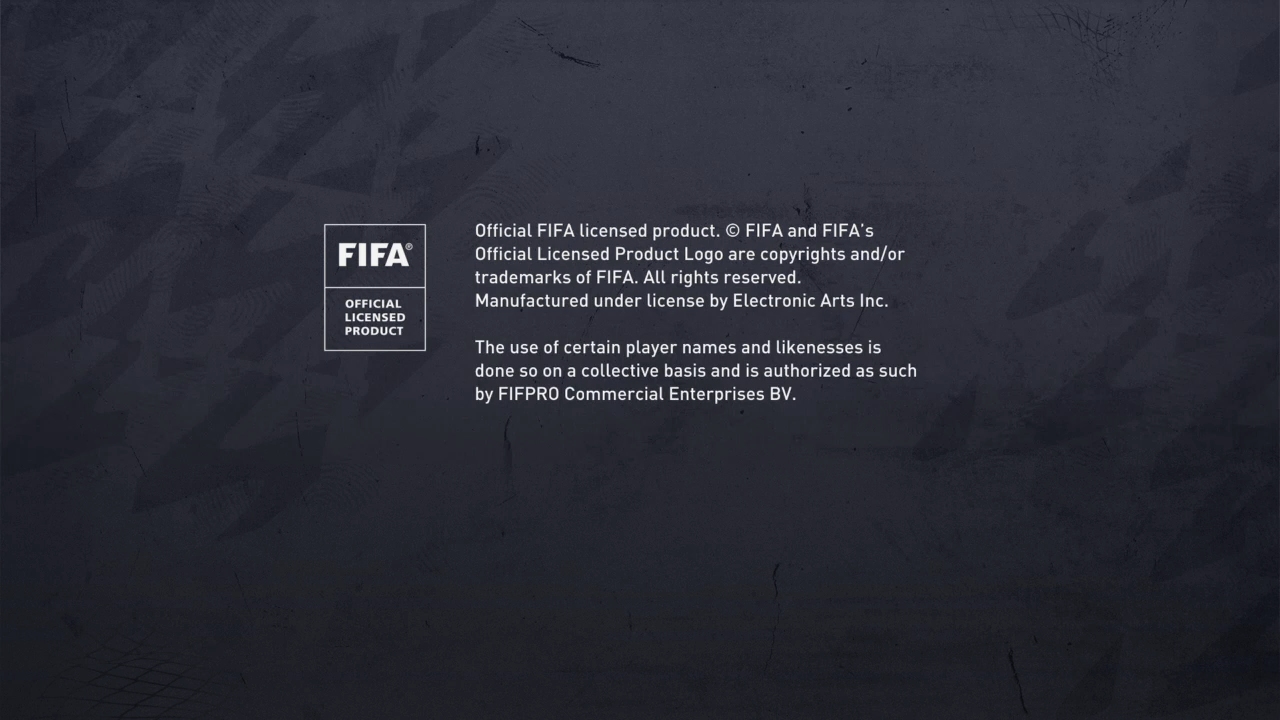 FIFA®
OFFICIAL
LICENSED
PRODUCT
Official FIFA licensed product. © FIFA and FIFA's
Official Licensed Product Logo are copyrights and/or
trademarks of FIFA. All rights reserved.
Manufactured under license by Electronic Arts Inc.
The use of certain player names and likenesses is
done so on a collective basis and is authorized as such
by FIFPRO Commercial Enterprises BV.